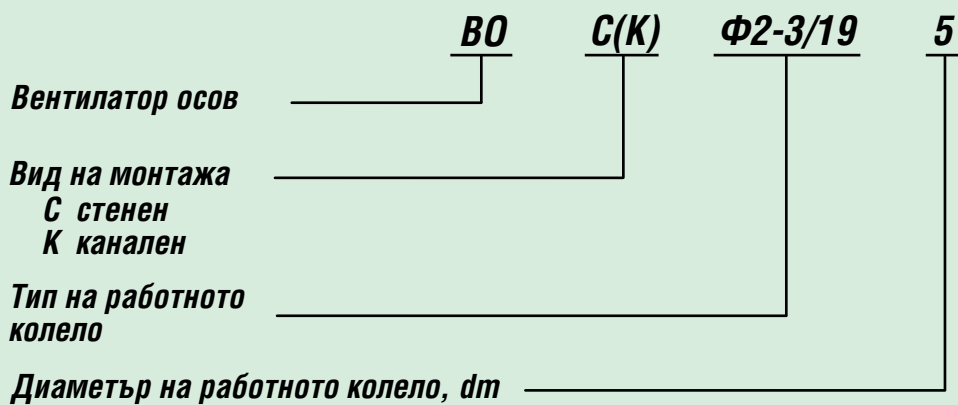 ВО С(К) Ф2-3/19 5
Вентилатор осов
Вид на монтажа
С стенен
К канален
Тип на работното
колело
Диаметър на работното колело, dm